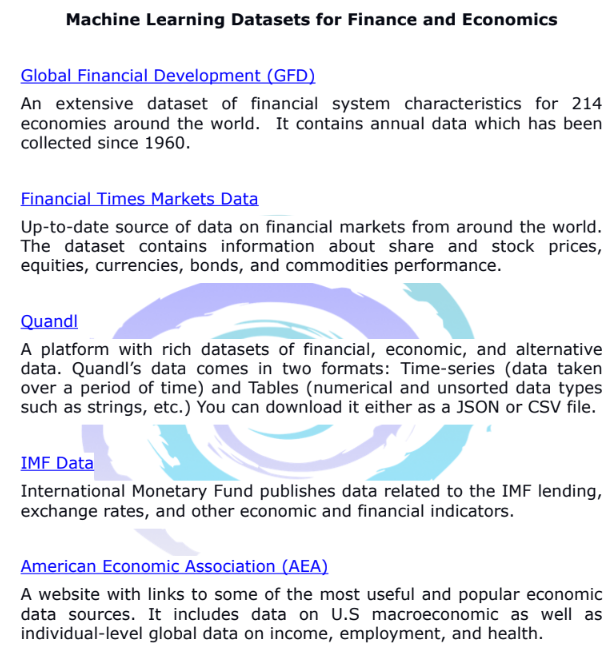 Machine Learning Datasets for Finance and Economics
Global Financial Development (GFD)
An extensive dataset of financial system characteristics for 214
economies around the world.  It contains annual data which has been
collected since 1960.
Financial Times Markets Data
Up-to-date source of data on financial markets from around the world.
The dataset contains information about share and stock prices,
equities, currencies, bonds, and commodities performance.
Quandl
A platform with rich datasets of financial, economic, and alternative
data. Quandl’s data comes in two formats: Time-series (data taken
over a period of time) and Tables (numerical and unsorted data types
such as strings, etc.) You can download it either as a JSON or CSV file.
IMF Data
International Monetary Fund publishes data related to the IMF lending,
exchange rates, and other economic and financial indicators.
American Economic Association (AEA)
A website with links to some of the most useful and popular economic
data sources. It includes data on U.S macroeconomic as well as
individual-level global data on income, employment, and health.